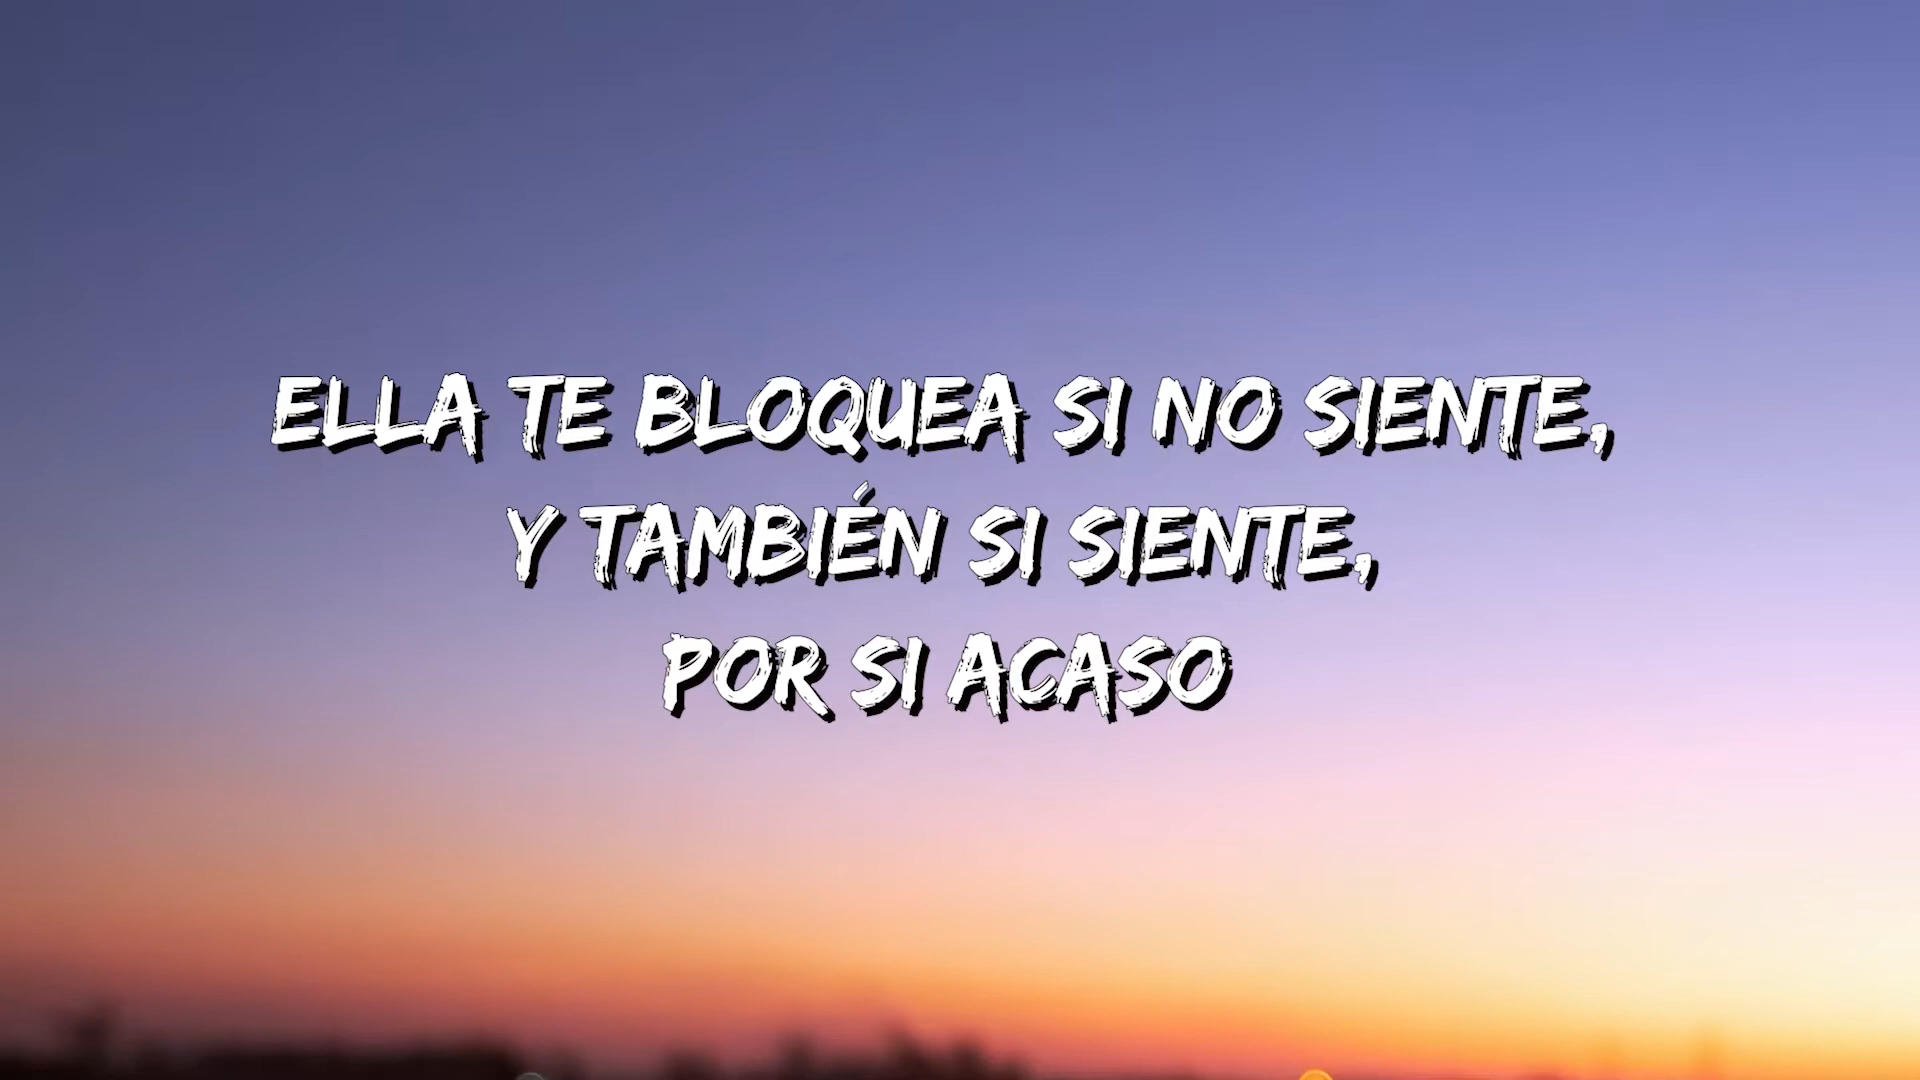 ELLA TE BLOQUEA SI NO SIENTE,
Y TAMBIÉN SI SIENTE,
POR SI ACASO